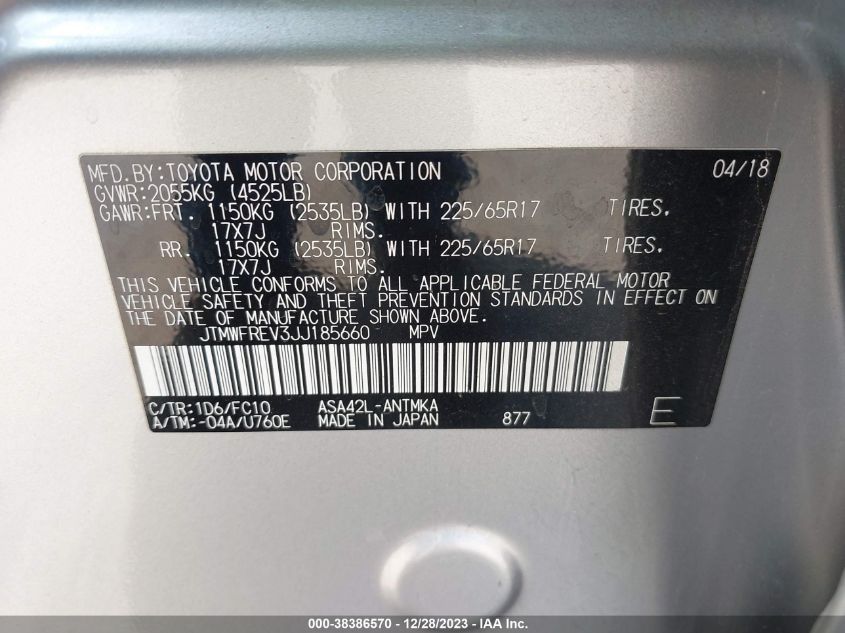 MFD.BY:TOYOTA MOTOR CORPORATION 04/18
GVWR:2055KG (4525LB)
GAWR:FRT. 1150KG (2535LB) WITH 225/65R17 TIRES.
17X7J RIMS.
RR. 1150KG (2535LB) WITH 225/65R17 TIRES.
17X7J RIMS.
THIS VEHICLE CONFORMS TO ALL APPLICABLE FEDERAL MOTOR
VEHICLE SAFETY AND THEFT PREVENTION STANDARDS IN EFFECT ON
THE DATE OF MANUFACTURE SHOWN ABOVE.
JTMWFREV3JJ185660 MPV
C/TR:1D6/FC10 ASA42L-ANTMKA
A/TM:-04A/U760E MADE IN JAPAN 877 E
000-38386570 - 12/28/2023 - IAA Inc.